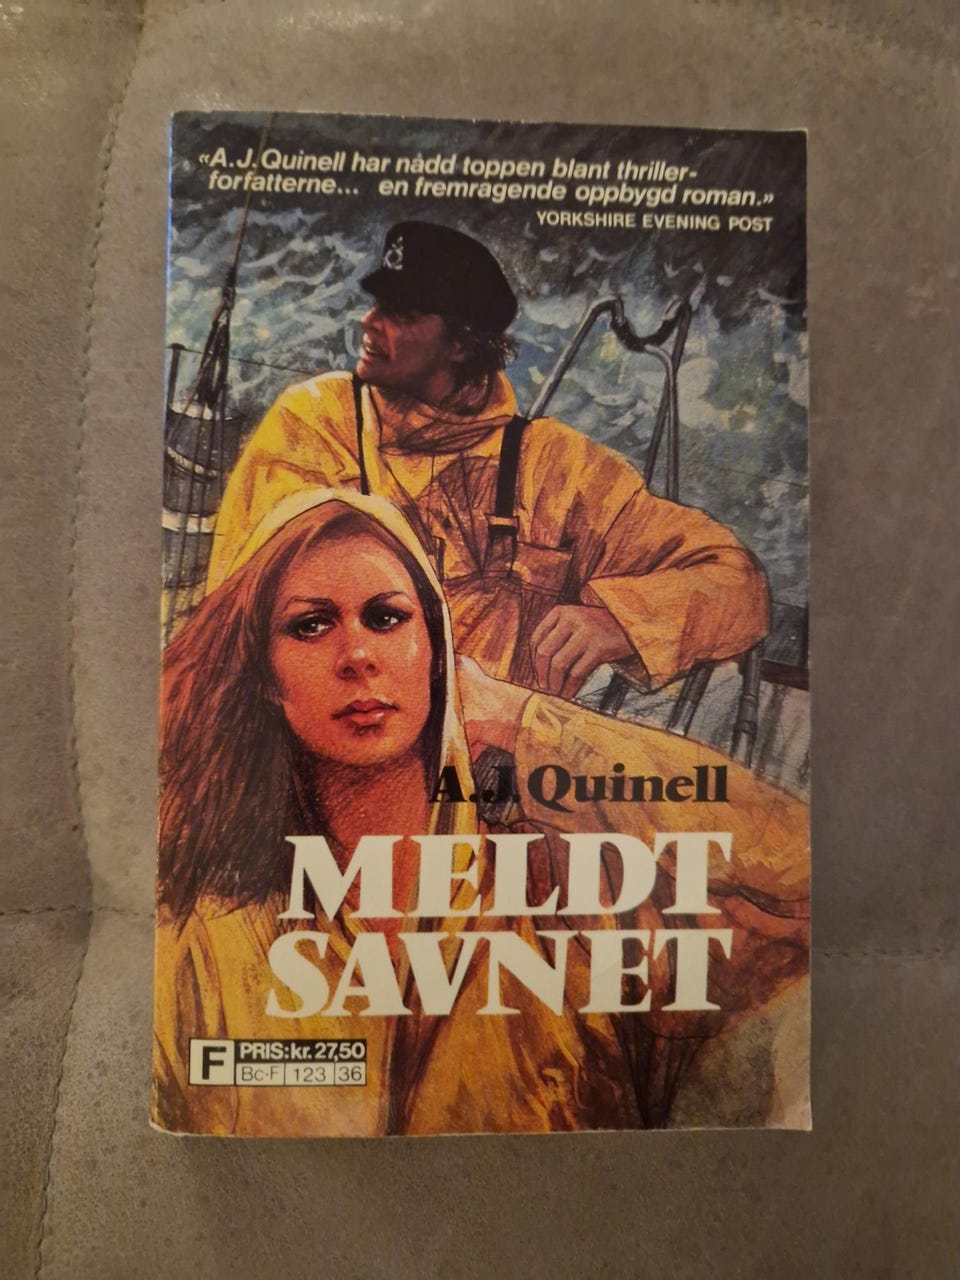 «A.J. Quinell har nådd toppen blant thriller-
forfatterne... en fremragende oppbygd roman.»
YORKSHIRE EVENING POST
A.J. Quinell
MELDT
SAVNET
F PRIS: kr. 27,50
Bc-F 123 36